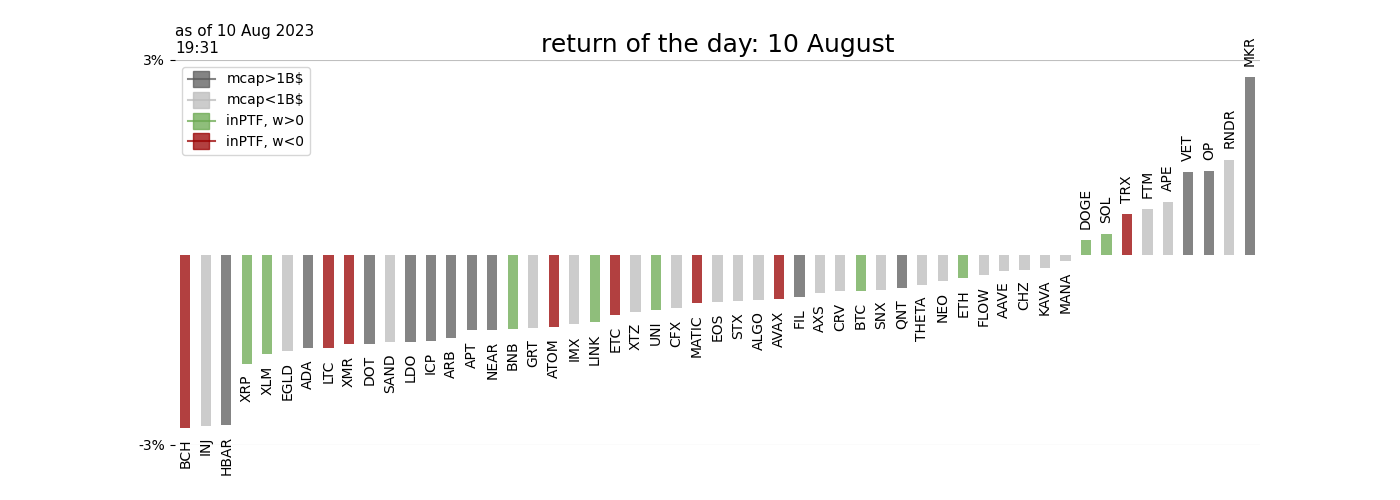 as of 10 Aug 2023
19:31
return of the day: 10 August
3%
-3%
mcap>1B$
mcap<1B$
inPTF, w>0
inPTF, w<0
BCH
INJ
HBAR
XRP
XLM
EGLD
ADA
LTC
XMR
DOT
SAND
LDO
ICP
ARB
APT
NEAR
BNB
GRT
ATOM
IMX
LINK
ETC
XTZ
UNI
CFX
MATIC
EOS
STX
ALGO
AVAX
FIL
AXS
CRV
BTC
SNX
QNT
THETA
NEO
ETH
FLOW
AAVE
CHZ
KAVA
MANA
DOGE
SOL
TRX
FTM
APE
VET
OP
RNDR
MKR